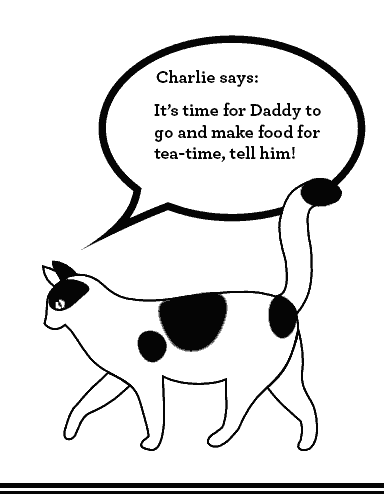 Charlie says:
It's time for Daddy to
go and make food for
tea-time, tell him!